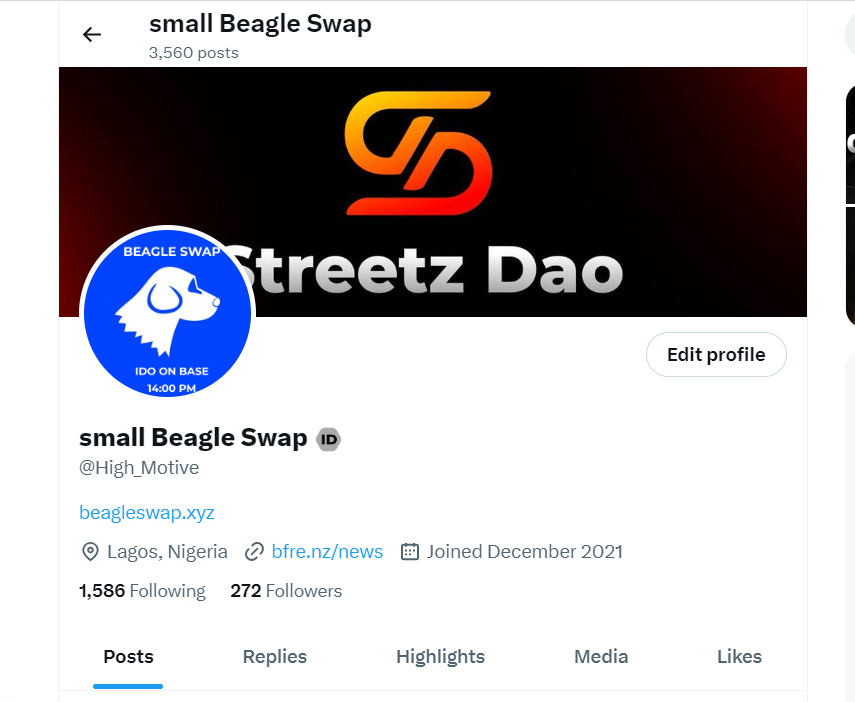 small Beagle Swap
3,560 posts
Streetz Dao
BEAGLE SWAP
IDO ON BASE
14:00 PM
Edit profile
small Beagle Swap ID
@High_Motive
beagleswap.xyz
Lagos, Nigeria bfre.nz/news Joined December 2021
1,586 Following 272 Followers
Posts Replies Highlights Media Likes